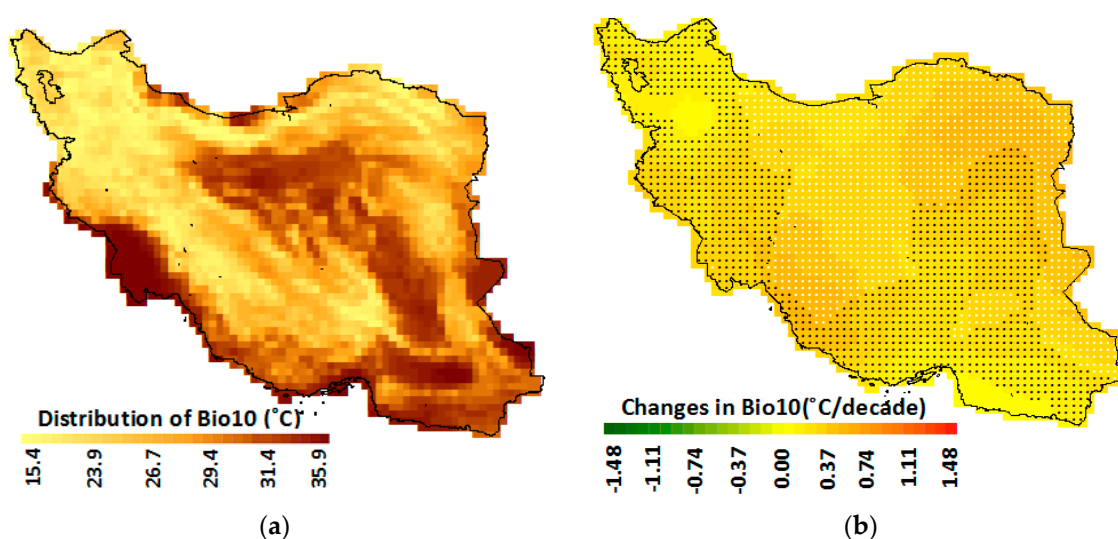 Distribution of Bio10 (˚C)
15.4 23.9 26.7 29.4 31.4 35.9
(a)
Changes in Bio10(˚C/decade)
-1.48 -1.11 -0.74 -0.37 0.00 0.37 0.74 1.11 1.48
(b)